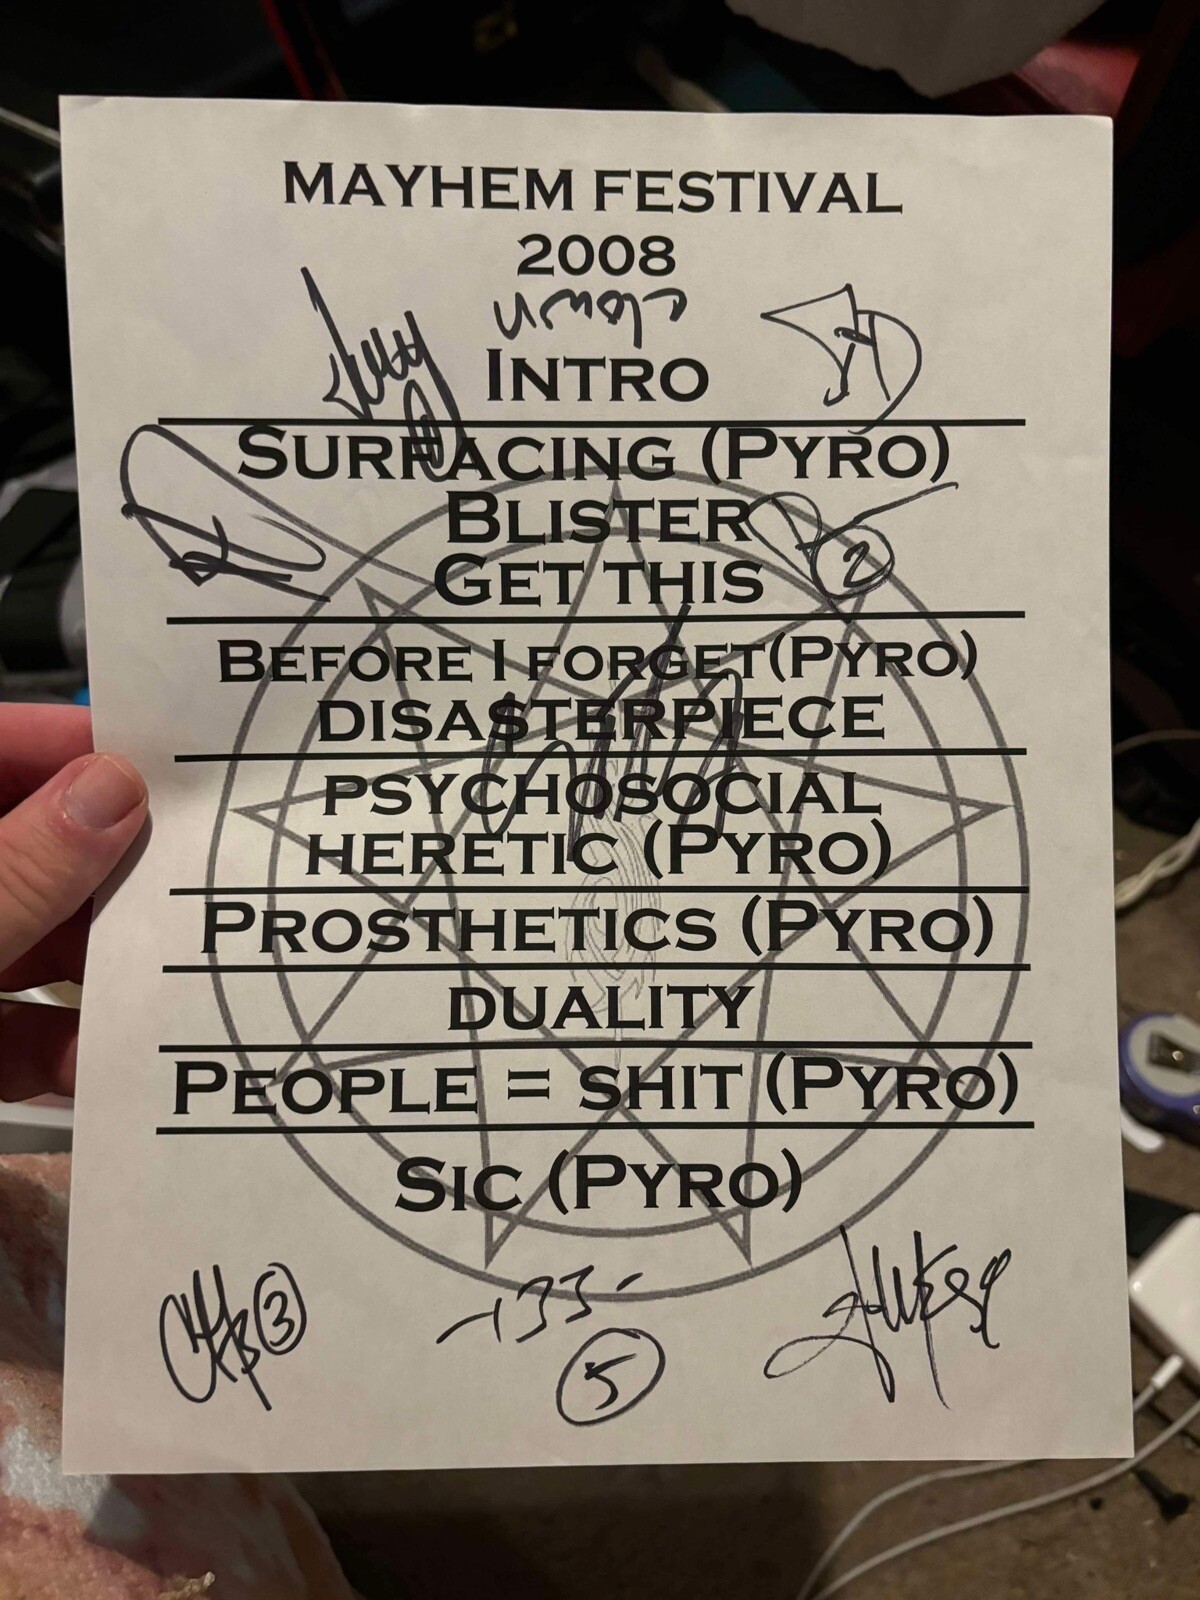 MAYHEM FESTIVAL
2008
clown
INTRO
SURFACING (PYRO)
BLISTER
2
GET THIS
BEFORE I FORGET(PYRO)
DISASTERPIECE
PSYCHOSOCIAL
HERETIC (PYRO)
PROSTHETICS (PYRO)
DUALITY
PEOPLE = SHIT (PYRO)
SIC (PYRO)
3
133
5